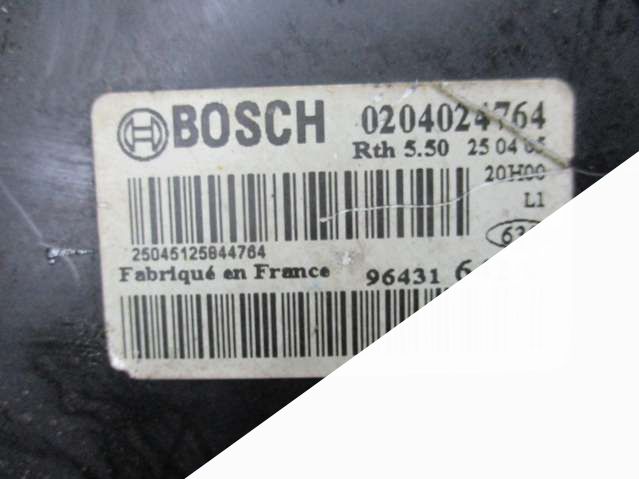 BOSCH 0204024764
Rth 5.50 25 04 05
20H00
L1
25045125844764
Fabriqué en France 96431